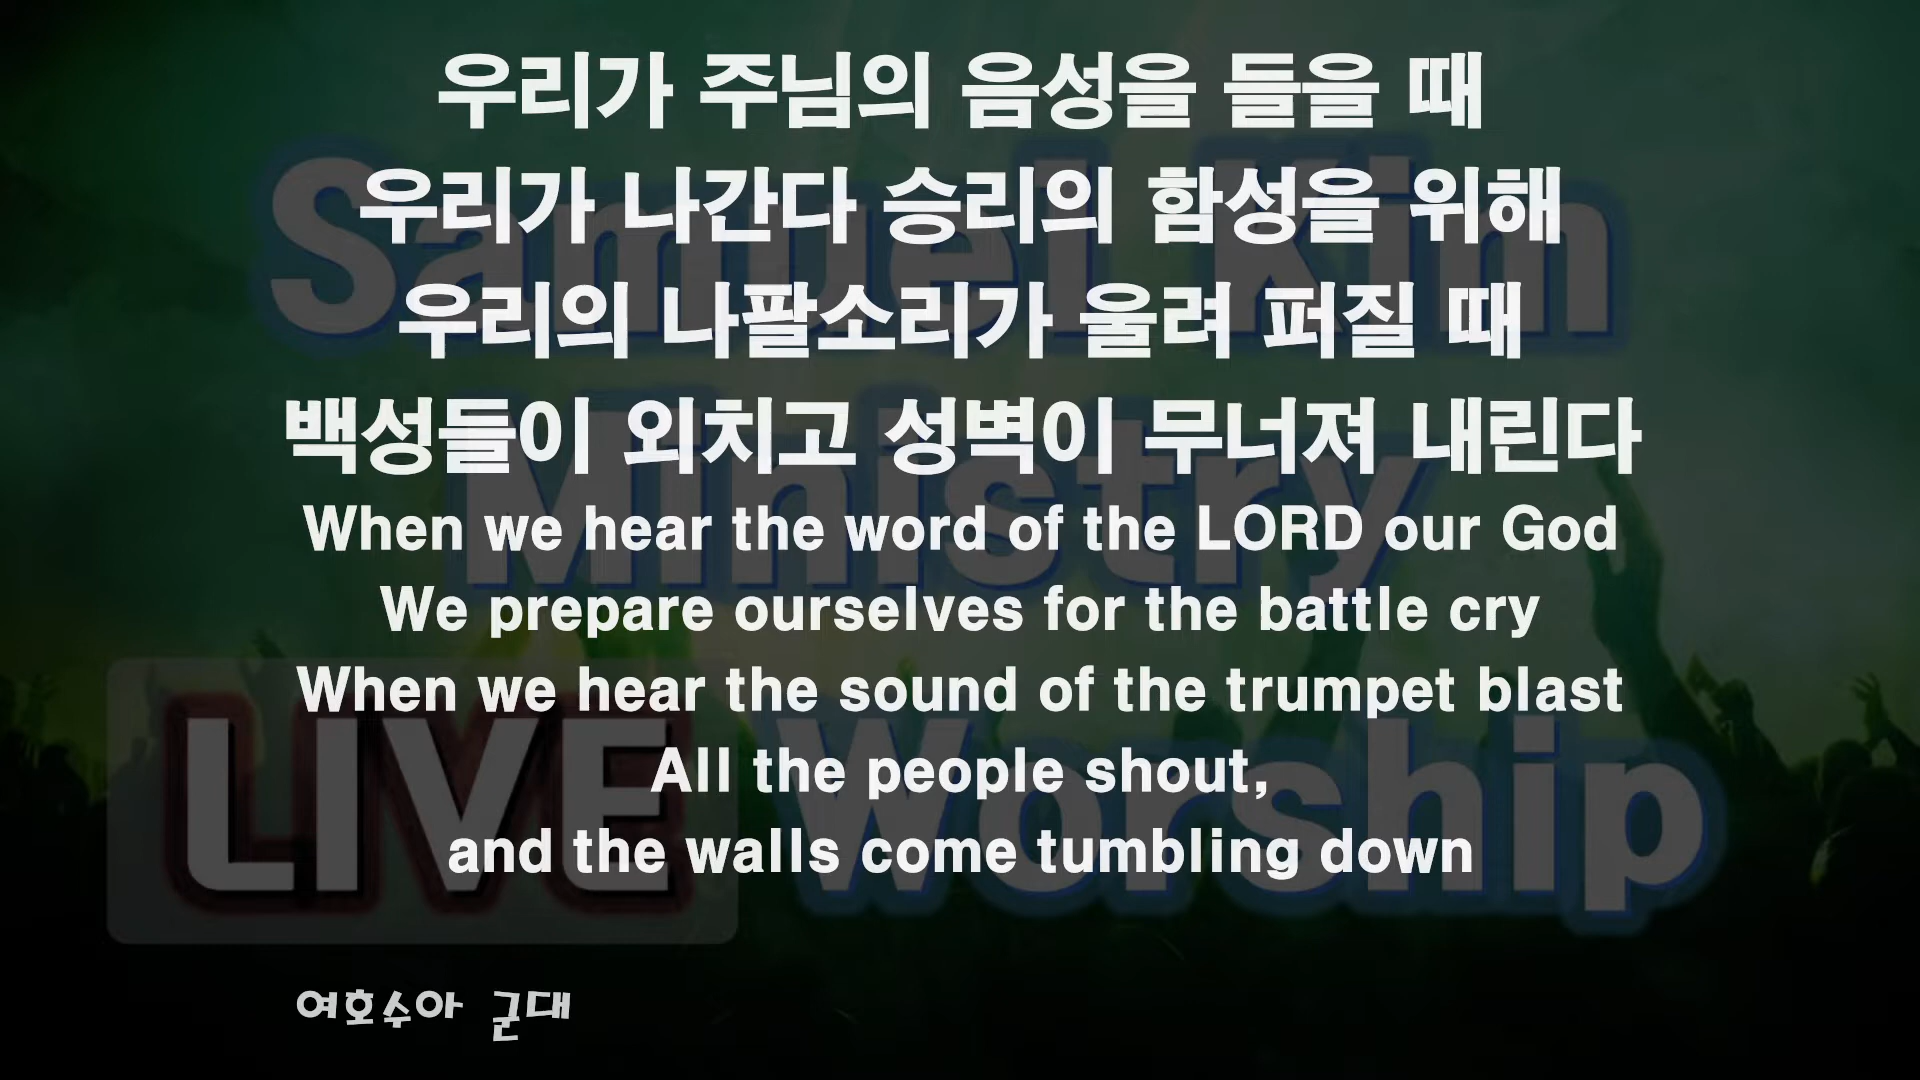 우리가 주님의 음성을 들을 때
우리가 나간다 승리의 함성을 위해
우리의 나팔소리가 울려 퍼질 때
백성들이 외치고 성벽이 무너져 내린다
When we hear the word of the LORD our God
We prepare ourselves for the battle cry
When we hear the sound of the trumpet blast
All the people shout,
and the walls come tumbling down
Samuel Kim
Ministry
LIVE Worship
여호수아 군대